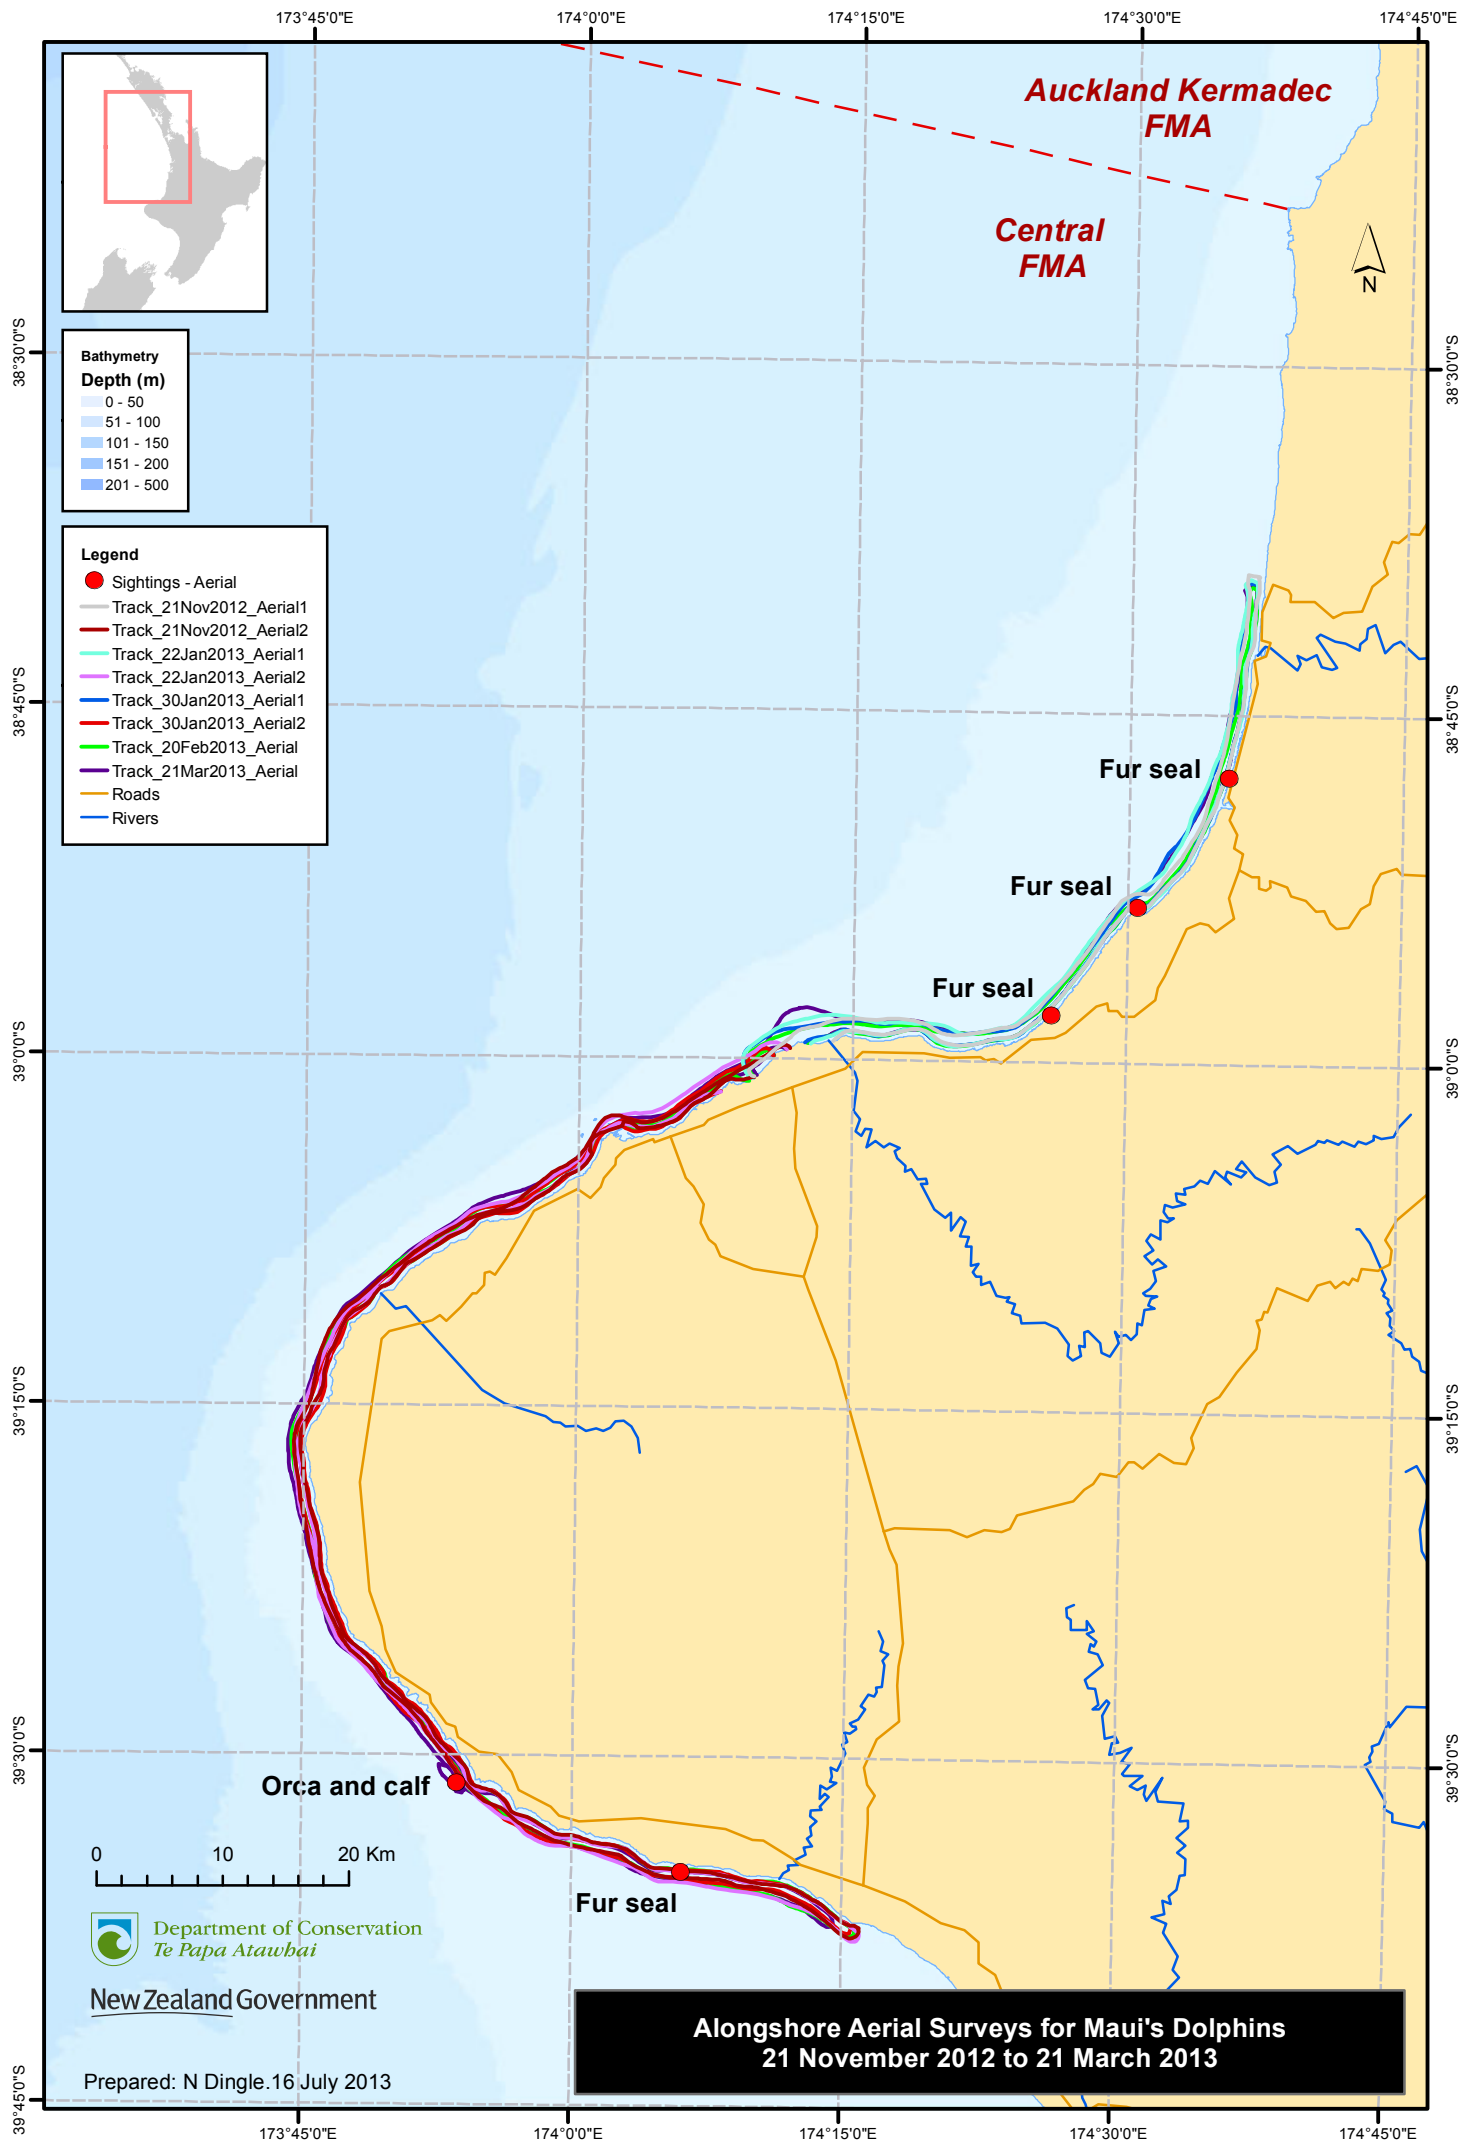 173°45'0"E
174°0'0"E
174°15'0"E
174°30'0"E
174°45'0"E
Auckland Kermadec
FMA
Central
FMA
N
38°30'0"S
38°30'0"S
Bathymetry
Depth (m)
0 - 50
51 - 100
101 - 150
151 - 200
201 - 500
Legend
Sightings - Aerial
Track_21Nov2012_Aerial1
Track_21Nov2012_Aerial2
Track_22Jan2013_Aerial1
Track_22Jan2013_Aerial2
Track_30Jan2013_Aerial1
Track_30Jan2013_Aerial2
Track_20Feb2013_Aerial
Track_21Mar2013_Aerial
Roads
Rivers
38°45'0"S
38°45'0"S
Fur seal
Fur seal
Fur seal
39°0'0"S
39°0'0"S
39°15'0"S
39°15'0"S
39°30'0"S
39°30'0"S
Orca and calf
Fur seal
0 10 20 Km
Department of Conservation
Te Papa Atawhai
New Zealand Government
Alongshore Aerial Surveys for Maui's Dolphins
21 November 2012 to 21 March 2013
Prepared: N Dingle.16 July 2013
39°45'0"S
173°45'0"E
174°0'0"E
174°15'0"E
174°30'0"E
174°45'0"E